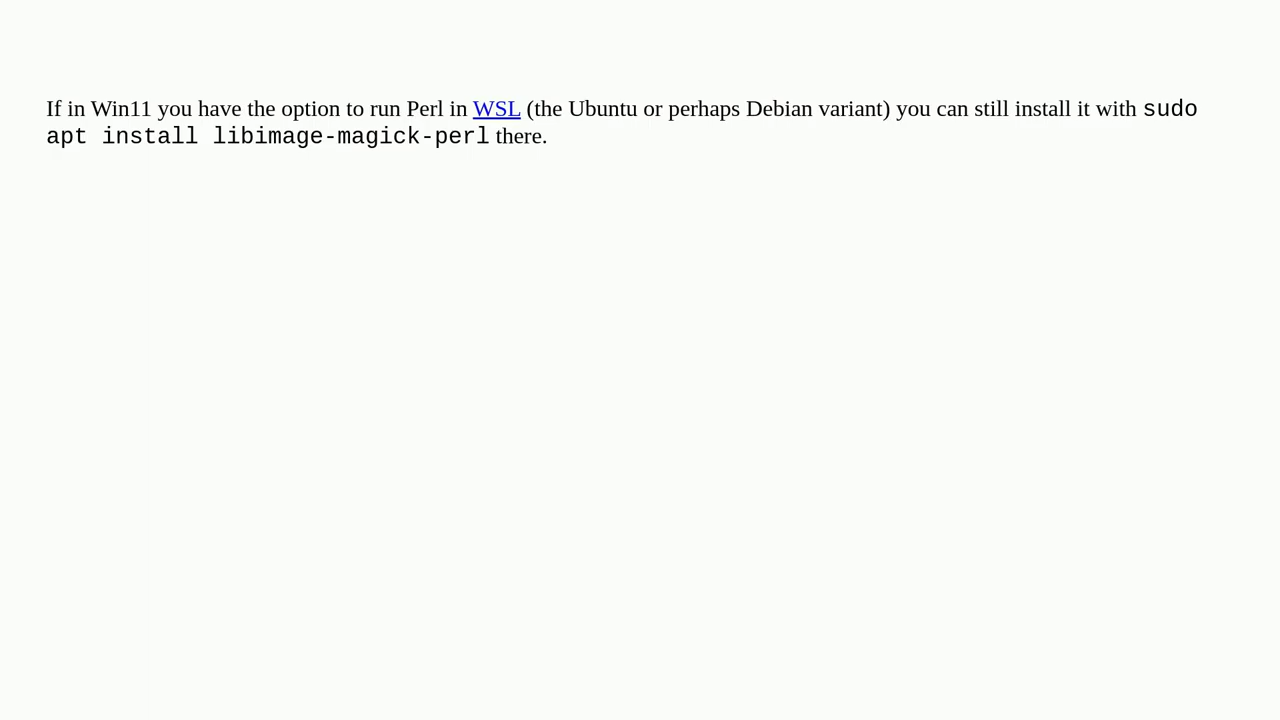 If in Win11 you have the option to run Perl in WSL (the Ubuntu or perhaps Debian variant) you can still install it with sudo
apt install libimage-magick-perl there.